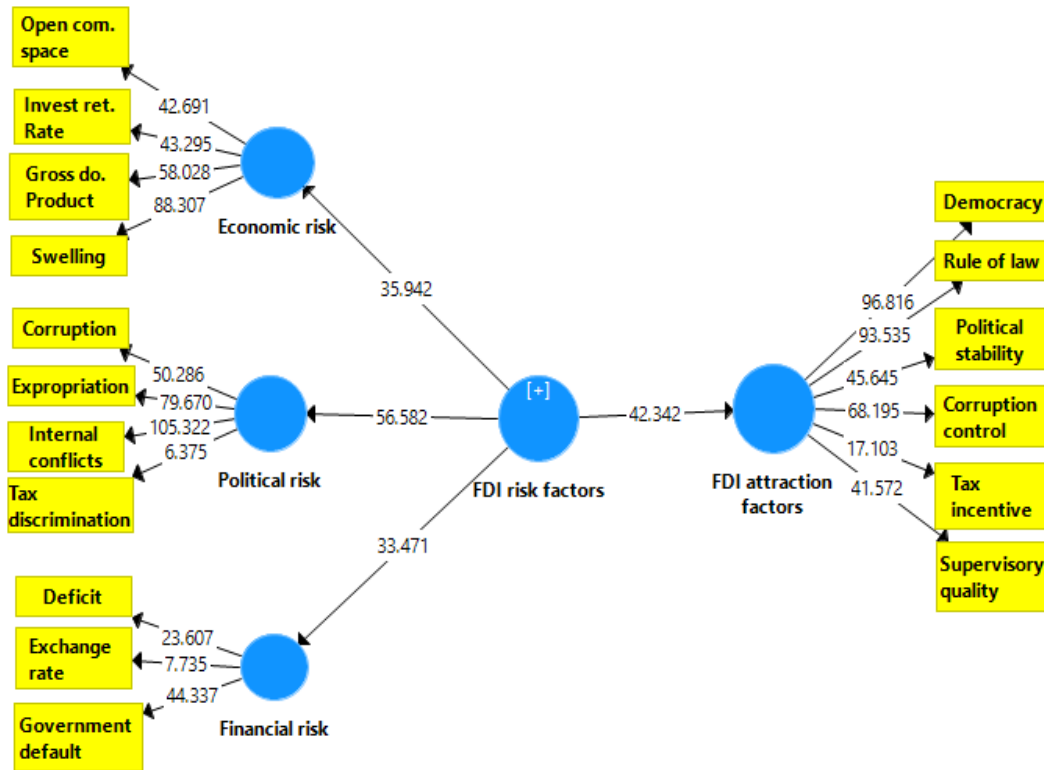 Open com.
space
42.691
Invest ret.
Rate
43.295
Gross do.
Product
58.028
88.307
Swelling
Economic risk
35.942
Corruption
50.286
Expropriation
79.670
Internal
conflicts
105.322
6.375
Tax
discrimination
Political risk
56.582
[+]
FDI risk factors
42.342
33.471
Deficit
23.607
Exchange
rate
7.735
44.337
Government
default
Financial risk
FDI attraction
factors
Democracy
96.816
Rule of law
93.535
Political
stability
45.645
Corruption
control
68.195
17.103
Tax
incentive
41.572
Supervisory
quality